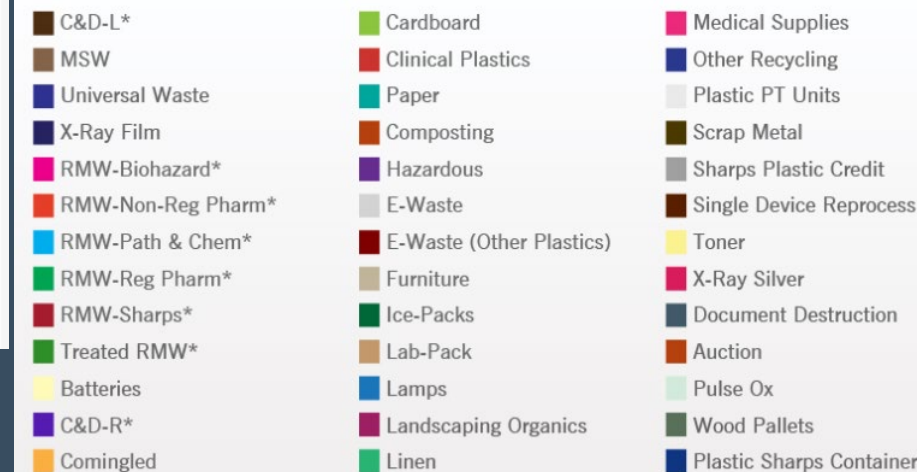 C&D-L*
MSW
Universal Waste
X-Ray Film
RMW-Biohazard*
RMW-Non-Reg Pharm*
RMW-Path & Chem*
RMW-Reg Pharm*
RMW-Sharps*
Treated RMW*
Batteries
C&D-R*
Comingled
Cardboard
Clinical Plastics
Paper
Composting
Hazardous
E-Waste
E-Waste (Other Plastics)
Furniture
Ice-Packs
Lab-Pack
Lamps
Landscaping Organics
Linen
Medical Supplies
Other Recycling
Plastic PT Units
Scrap Metal
Sharps Plastic Credit
Single Device Reprocess
Toner
X-Ray Silver
Document Destruction
Auction
Pulse Ox
Wood Pallets
Plastic Sharps Container